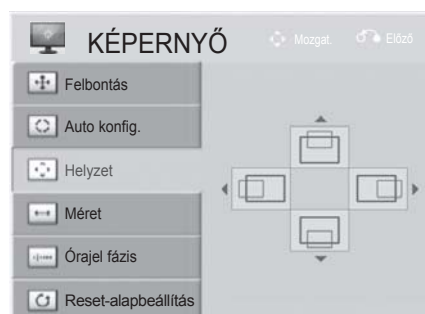 KÉPERNYŐ
Mozgat.
Előző
Felbontás
Auto konfig.
Helyzet
Méret
Órajel fázis
Reset-alapbeállítás